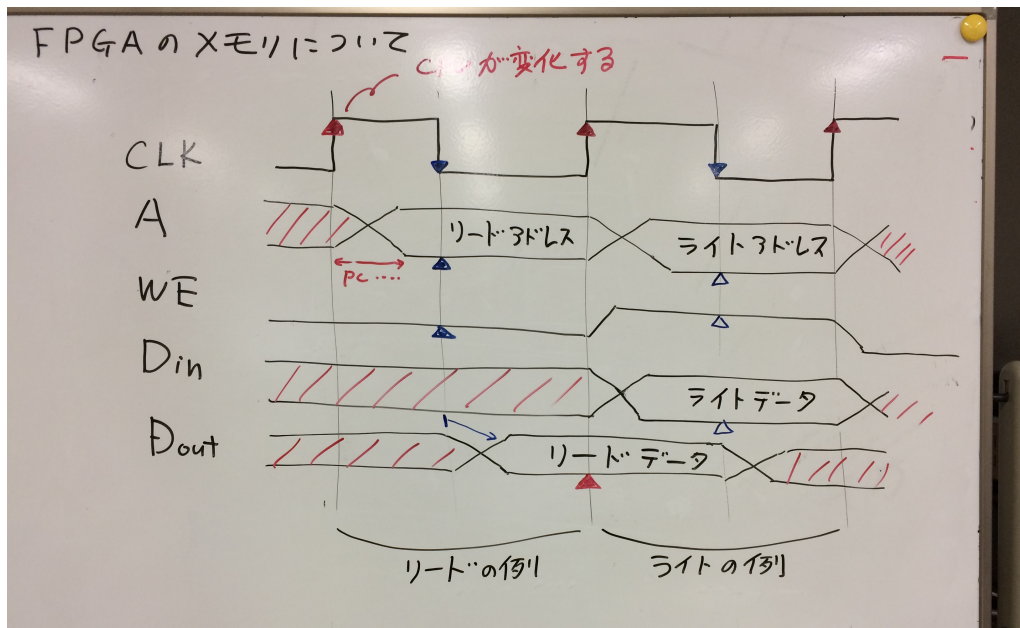 FPGAのメモリについて
が変化する
CLK
A
リードアドレス
ライトアドレス
PC ....
WE
Din
ライトデータ
Dout
リードデータ
リードの例
ライトの例